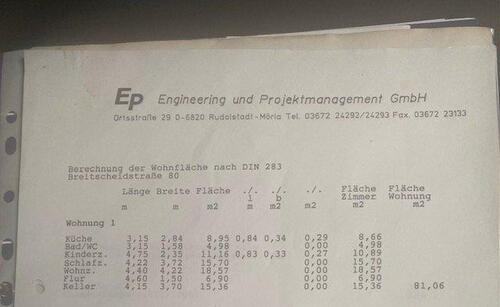 Ep Engineering und Projektmanagement GmbH
Ortsstraße 29 O-6820 Rudolstadt-Mörla Tel. 03672 24292/24293 Fax. 03672 23133
Berechnung der Wohnfläche nach DIN 283
Breitscheidstraße 80
Länge Breite Fläche ./. ./. ./. Fläche Fläche
l b Zimmer Wohnung
m m m2 m m m2 m2 m2
Wohnung 1
Küche 3,15 2,84 8,95 0,84 0,34 0,29 8,66
Bad/WC 3,15 1,58 4,98 0,00 4,98
Kinderz. 4,75 2,35 11,16 0,83 0,33 0,27 10,89
Schlafz. 4,22 3,72 15,70 0,00 15,70
Wohnz. 4,40 4,22 18,57 0,00 18,57
Flur 4,60 1,50 6,90 0,00 6,90
Keller 4,15 3,70 15,36 0,00 15,36 81,06